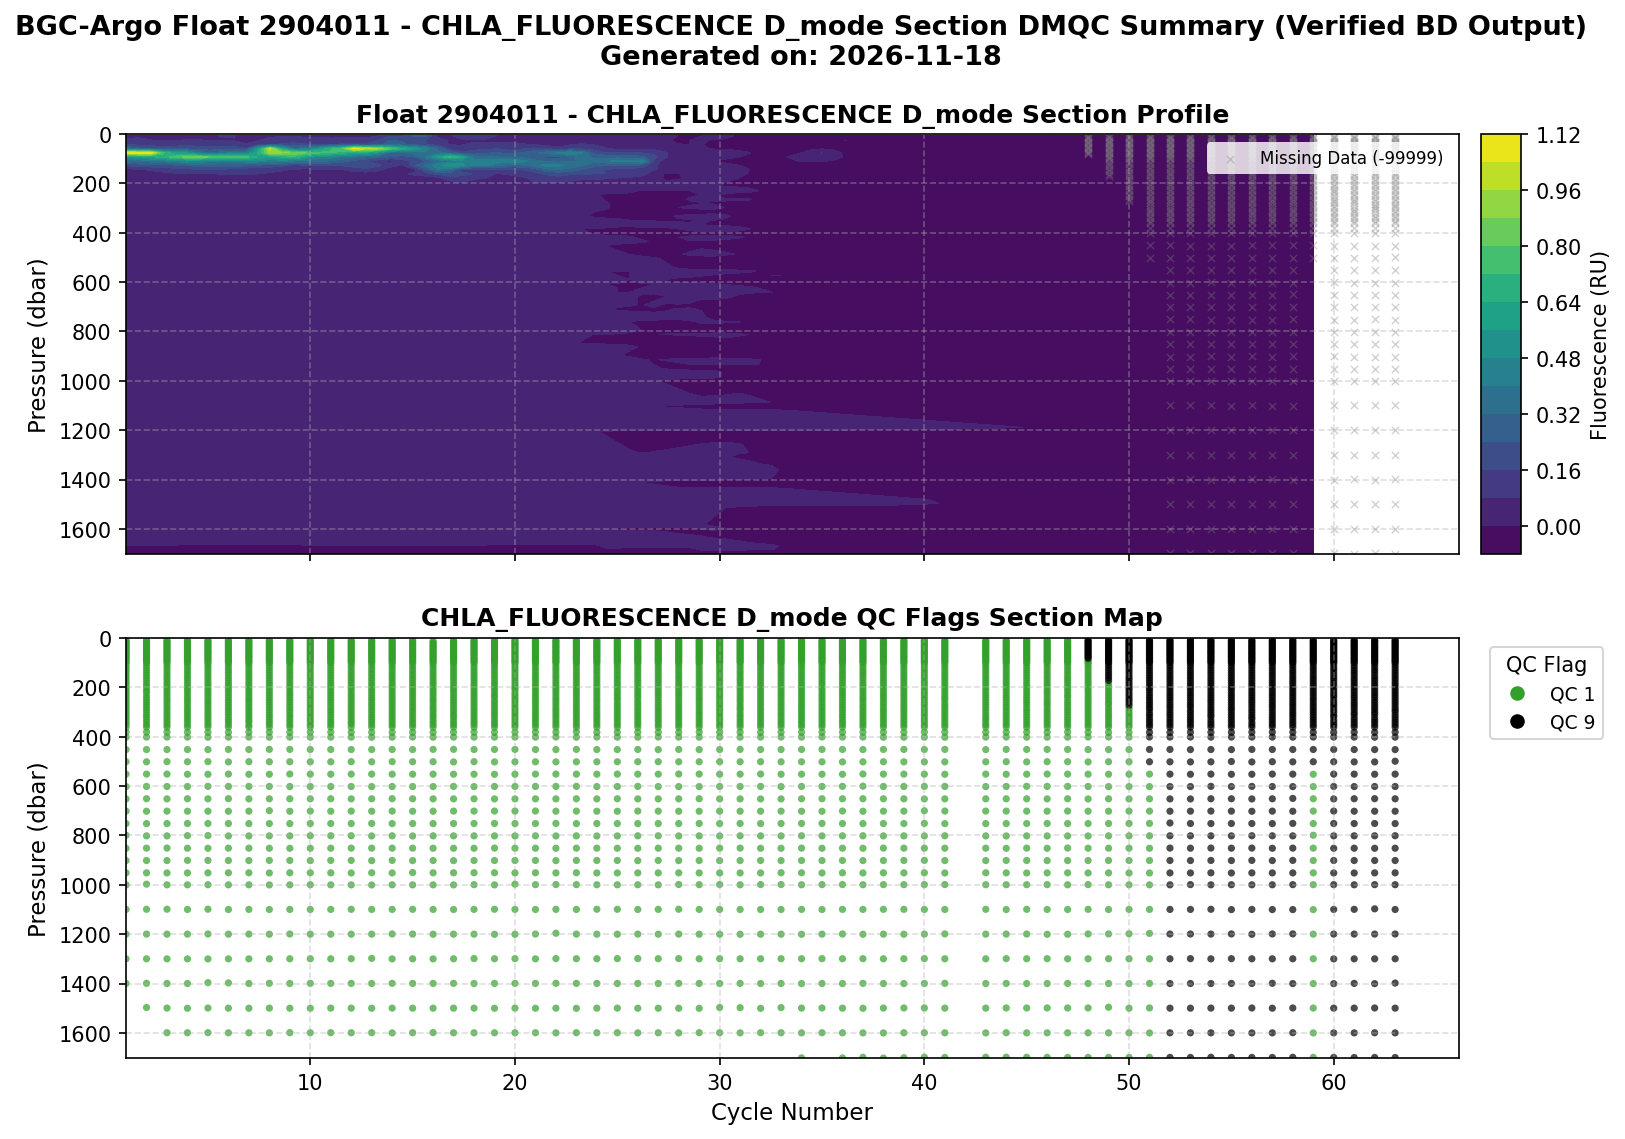 BGC-Argo Float 2904011 - CHLA_FLUORESCENCE D_mode Section DMQC Summary (Verified BD Output)
Generated on: 2026-11-18
Float 2904011 - CHLA_FLUORESCENCE D_mode Section Profile
0
200
400
600
800
1000
1200
1400
1600
Pressure (dbar)
Missing Data (-99999)
1.12
0.96
0.80
0.64
0.48
0.32
0.16
0.00
Fluorescence (RU)
CHLA_FLUORESCENCE D_mode QC Flags Section Map
0
200
400
600
800
1000
1200
1400
1600
Pressure (dbar)
10
20
30
40
50
60
Cycle Number
QC Flag
QC 1
QC 9